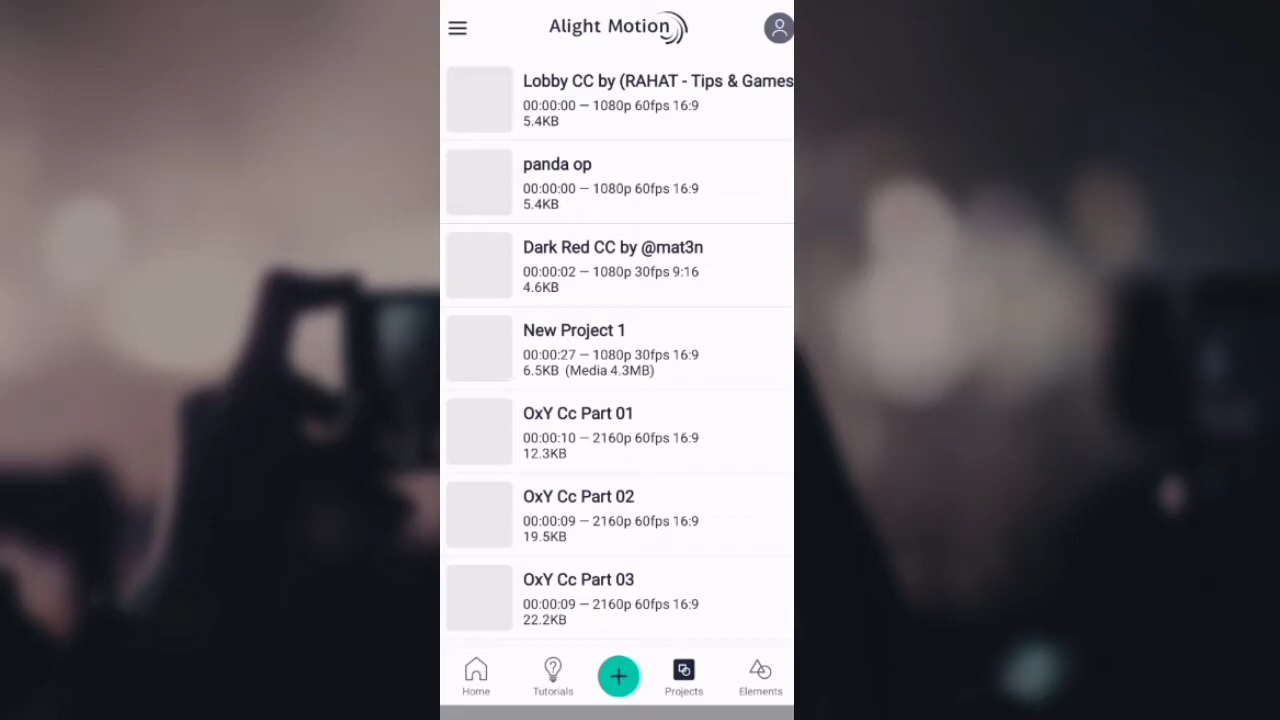 Alight Motion
Lobby CC by (RAHAT - Tips & Games
00:00:00 — 1080p 60fps 16:9
5.4KB
panda op
00:00:00 — 1080p 60fps 16:9
5.4KB
Dark Red CC by @mat3n
00:00:02 — 1080p 30fps 9:16
4.6KB
New Project 1
00:00:27 — 1080p 30fps 16:9
6.5KB (Media 4.3MB)
OxY Cc Part 01
00:00:10 — 2160p 60fps 16:9
12.3KB
OxY Cc Part 02
00:00:09 — 2160p 60fps 16:9
19.5KB
OxY Cc Part 03
00:00:09 — 2160p 60fps 16:9
22.2KB
Home Tutorials Projects Elements